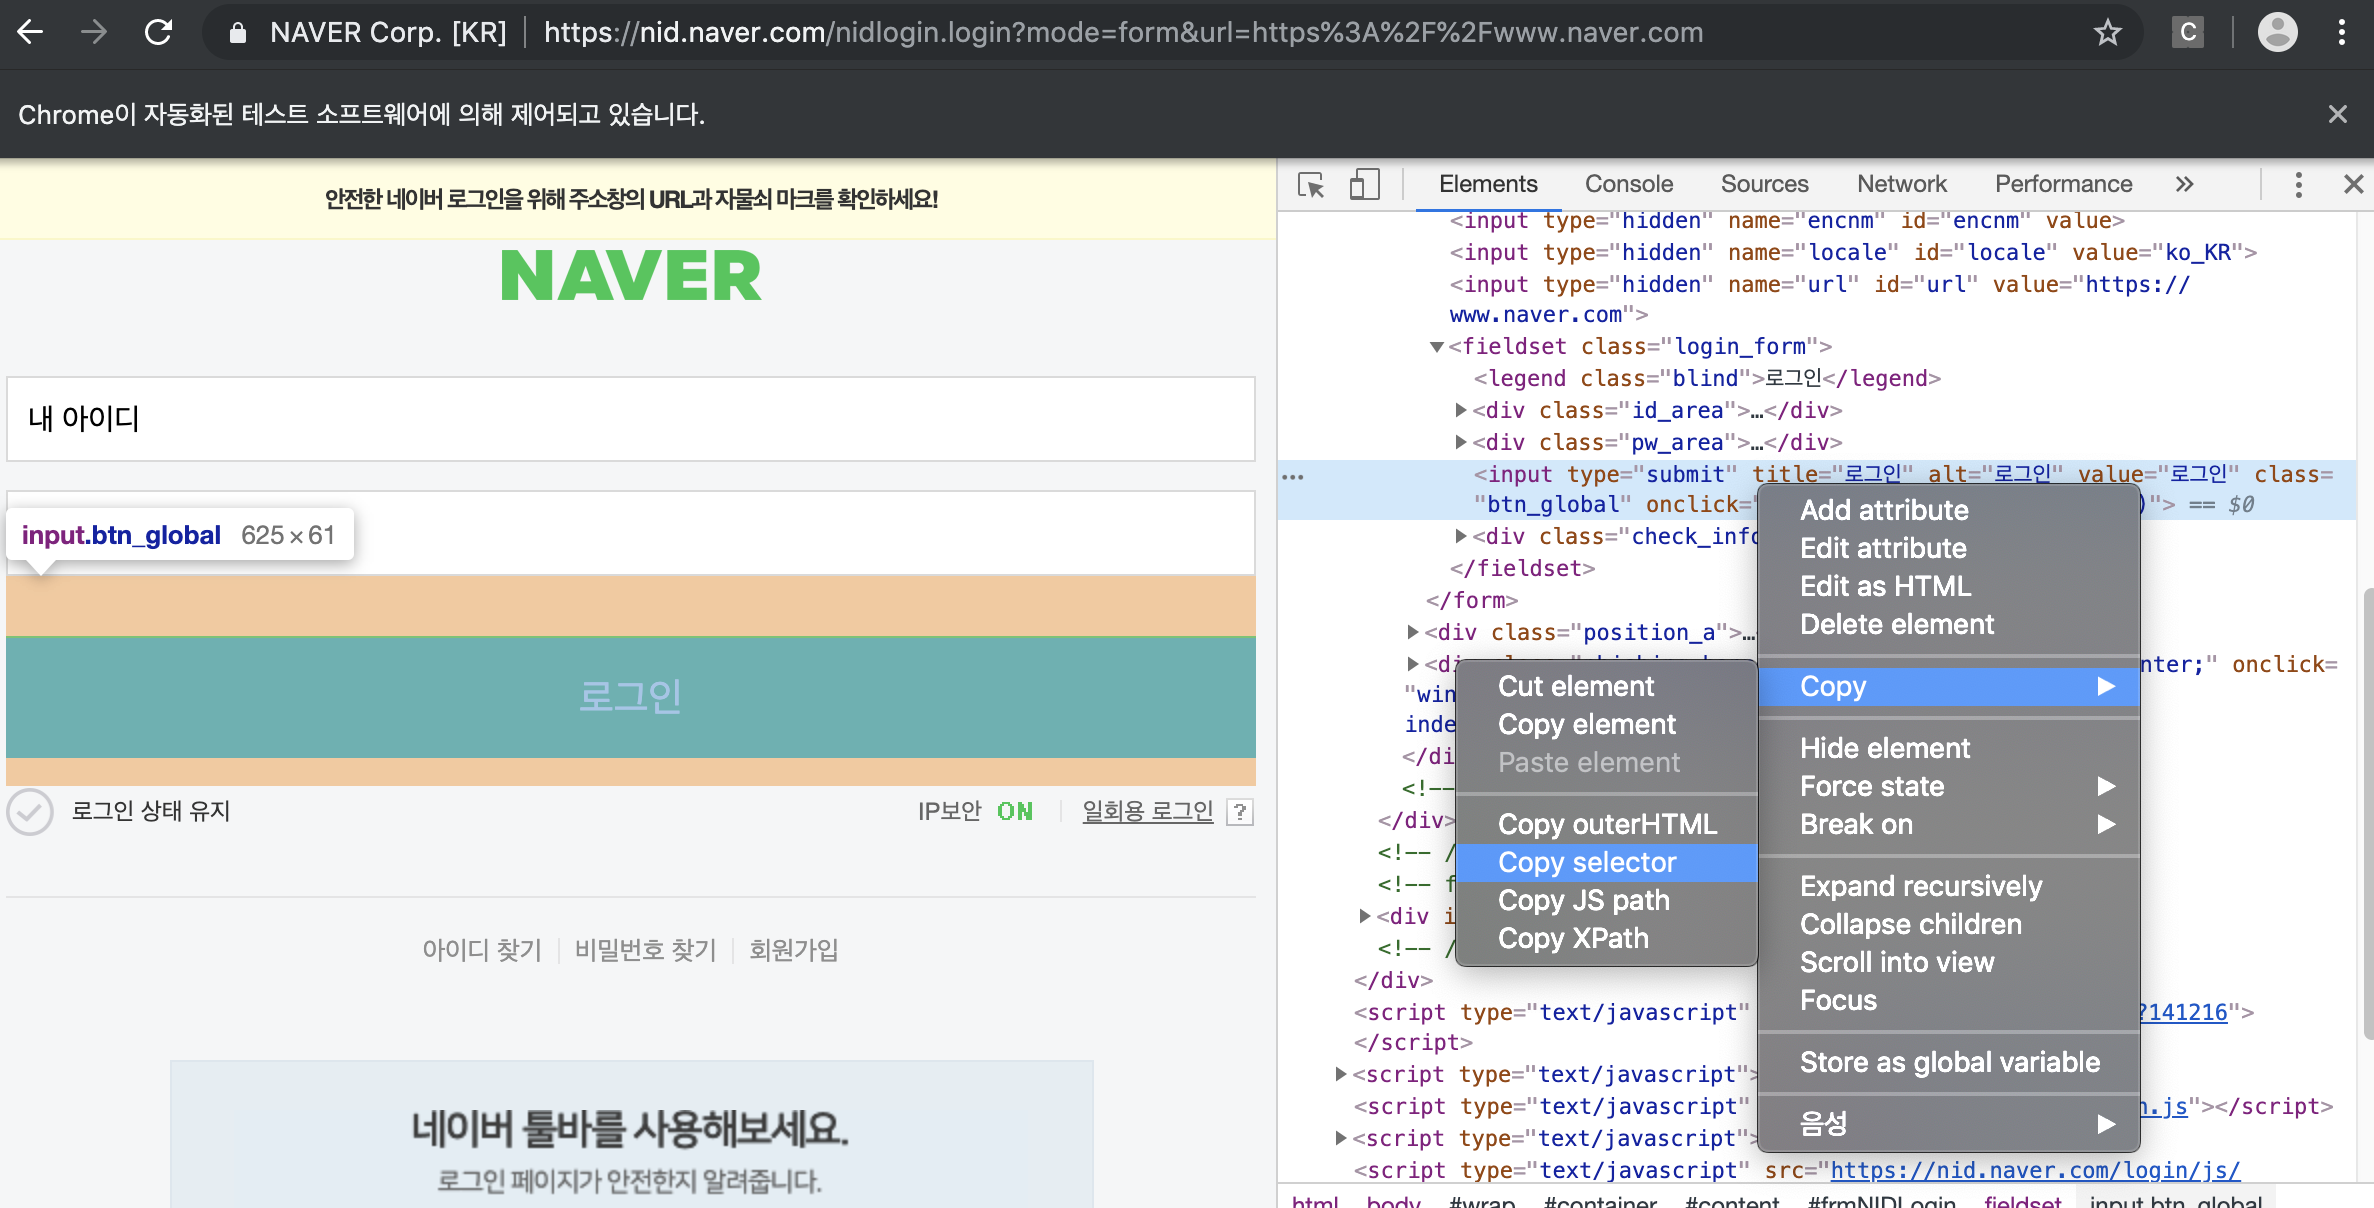 NAVER Corp. [KR] https://nid.naver.com/nidlogin.login?mode=form&url=https%3A%2F%2Fwww.naver.com
C
Chrome이 자동화된 테스트 소프트웨어에 의해 제어되고 있습니다.
안전한 네이버 로그인을 위해 주소창의 URL과 자물쇠 마크를 확인하세요!
NAVER
내 아이디
input.btn_global 625×61
로그인
로그인 상태 유지
IP보안 ON 일회용 로그인 ?
아이디 찾기 비밀번호 찾기 회원가입
네이버 툴바를 사용해보세요.
로그인 페이지가 안전한지 알려줍니다.
Elements Console Sources Network Performance »
<input type="hidden" name="encnm" id="encnm" value>
<input type="hidden" name="locale" id="locale" value="ko_KR">
<input type="hidden" name="url" id="url" value="https://
www.naver.com">
<fieldset class="login_form">
<legend class="blind">로그인</legend>
<div class="id_area">…</div>
<div class="pw_area">…</div>
<input type="submit" title="로그인" alt="로그인" value="로그인" class=
"btn_global" onclick=" )"> == $0
<div class="check_info
</fieldset>
</form>
<div class="position_a">…
nter;" onclick=
"win
inde
</di
<!--
</div>
<!-- /
<!-- f
<div i
<!-- /
</div>
<script type="text/javascript" ?141216">
</script>
<script type="text/javascript">
<script type="text/javascript" n.js"></script>
<script type="text/javascript">
<script type="text/javascript" src="https://nid.naver.com/login/js/
html body #wrap #container #content #frmNIDLogin fieldset input.btn_global
Add attribute
Edit attribute
Edit as HTML
Delete element
Copy
Hide element
Force state
Break on
Expand recursively
Collapse children
Scroll into view
Focus
Store as global variable
음성
Cut element
Copy element
Paste element
Copy outerHTML
Copy selector
Copy JS path
Copy XPath